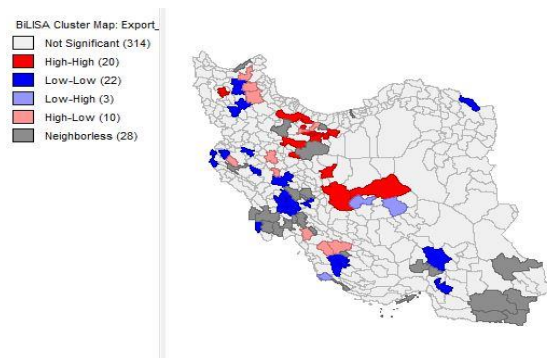 BiLISA Cluster Map: Export_
Not Significant (314)
High-High (20)
Low-Low (22)
Low-High (3)
High-Low (10)
Neighborless (28)